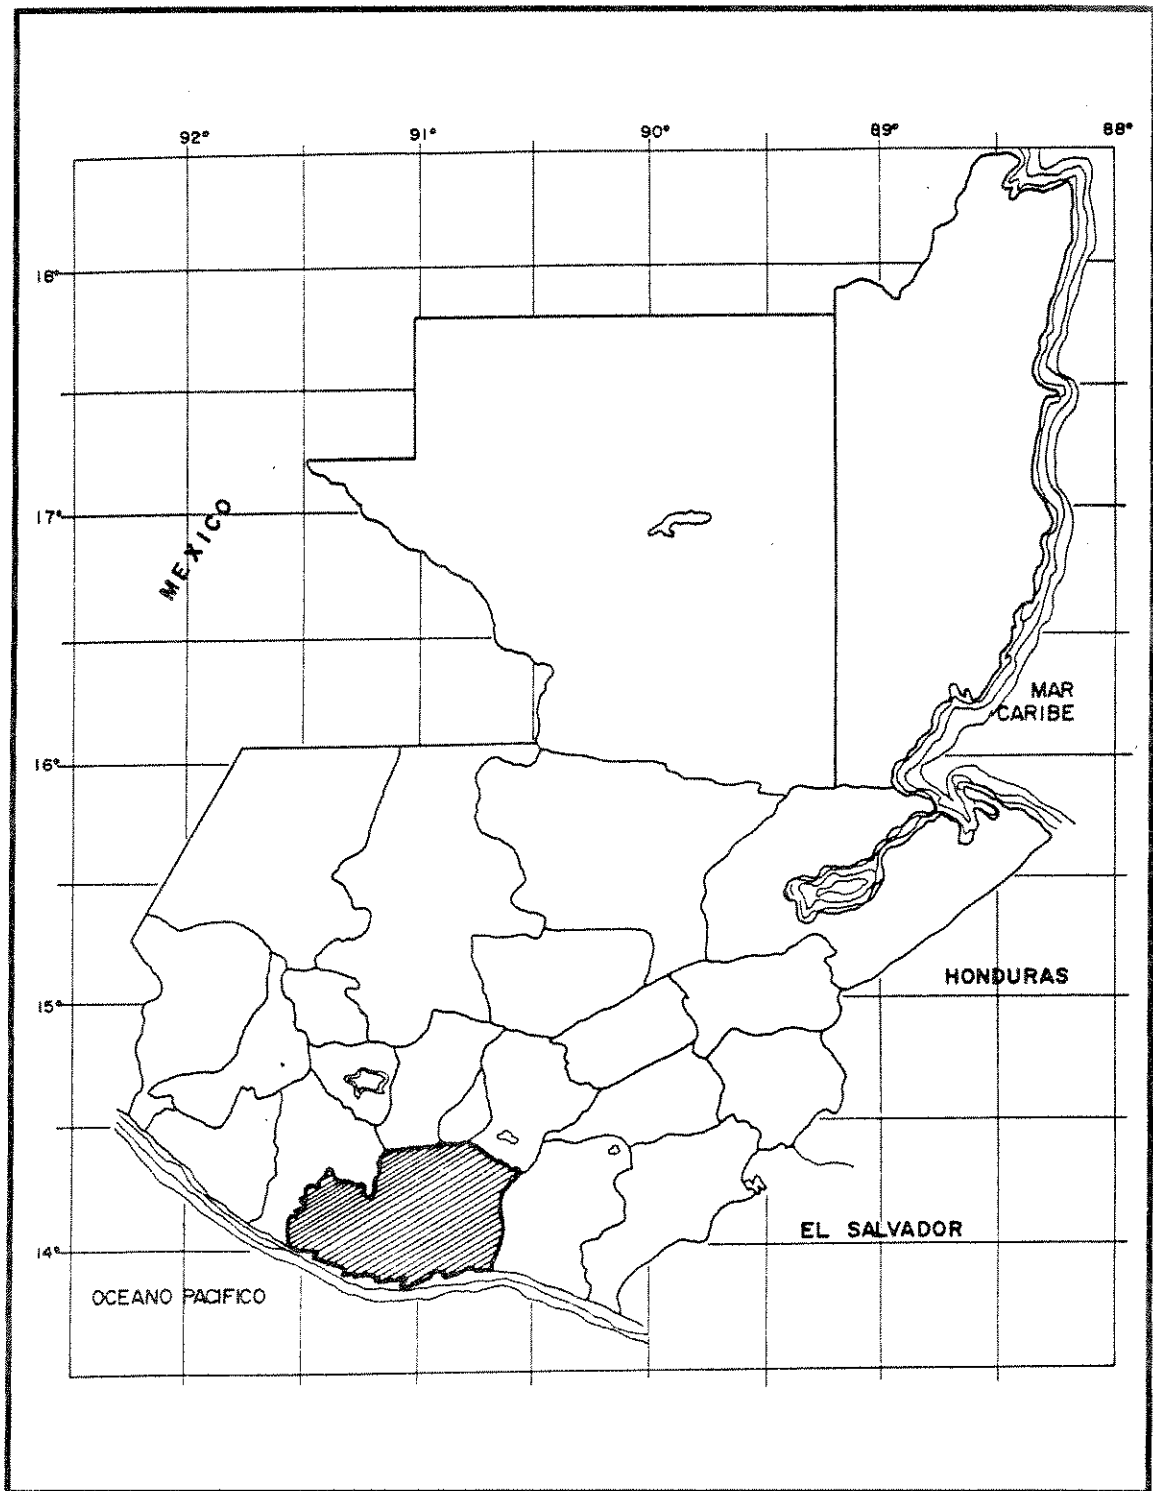 92° 91° 90° 89° 88°
18°
17°
MEXICO
MAR
CARIBE
16°
15°
HONDURAS
EL SALVADOR
14°
OCEANO PACIFICO